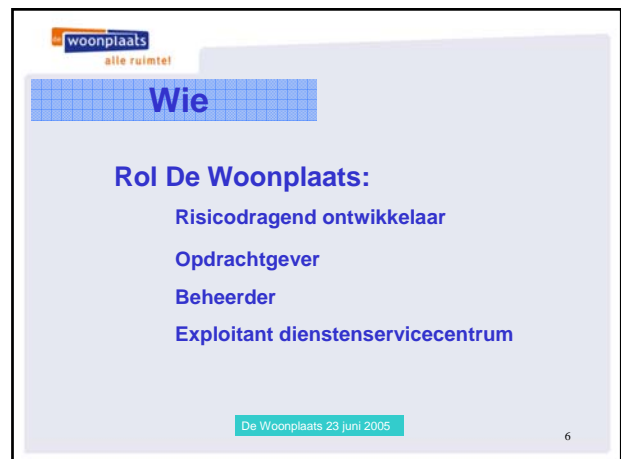 de woonplaats
alle ruimte!
Wie
Rol De Woonplaats:
Risicodragend ontwikkelaar
Opdrachtgever
Beheerder
Exploitant dienstenservicecentrum
De Woonplaats 23 juni 2005
6